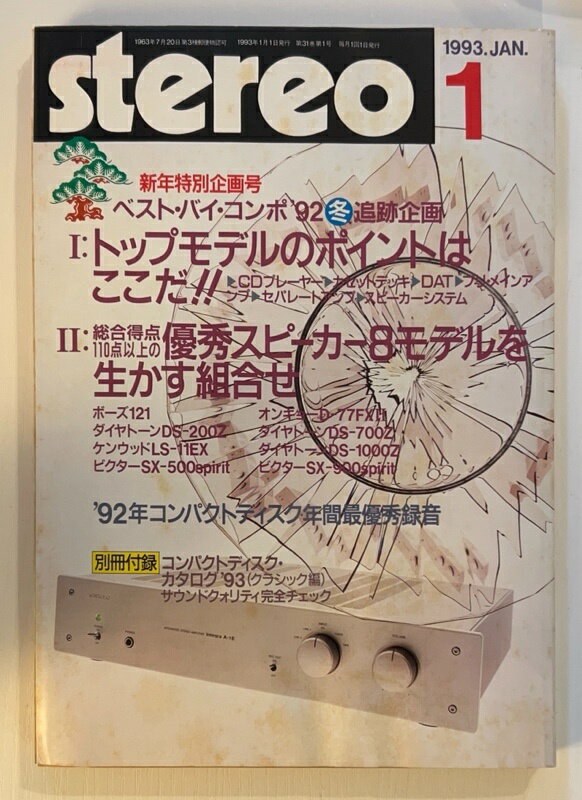 1963年7月20日第3種郵便物認可 1993年1月1日発行 第31巻第1号 毎月1回1日発行
stereo
1993.JAN.
1
新年特別企画号
ベスト・バイ・コンポ'92冬追跡企画
I:トップモデルのポイントは
ここだ!! ▶CDプレーヤー▶カセットデッキ▶DAT▶プリメインア
ンプ▶セパレートアンプ▶スピーカーシステム
II:総合得点110点以上の優秀スピーカー8モデルを
生かす組合せ
ボーズ121 オンキョーD-77FXII
ダイヤトーンDS-200Z ダイヤトーンDS-700Z
ケンウッドLS-11EX ダイヤトーンDS-1000Z
ビクターSX-500spirit ビクターSX-900spirit
'92年コンパクトディスク年間最優秀録音
別冊付録 コンパクトディスク・
カタログ'93(クラシック編)
サウンドクォリティ完全チェック
INTEGRATED STEREO AMPLIFIER Integra A-1E
VOLUME